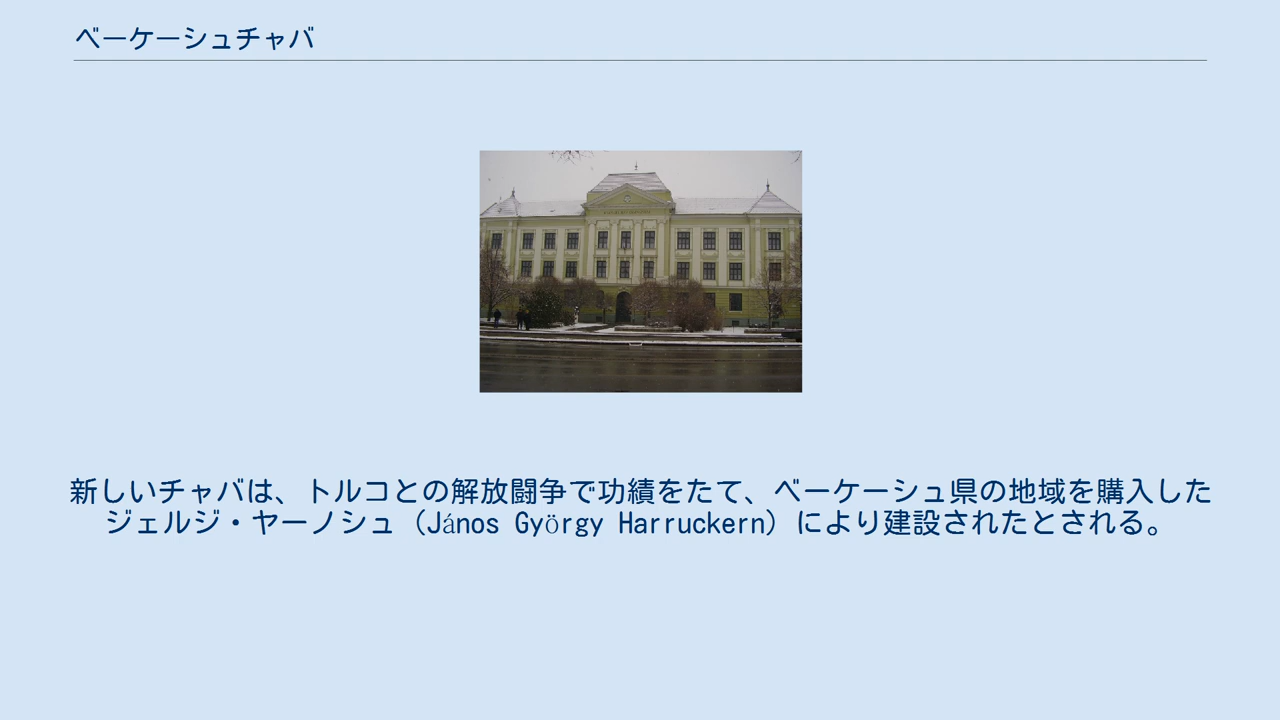 ベーケーシュチャバ
新しいチャバは、トルコとの解放闘争で功績をたて、ベーケーシュ県の地域を購入した
ジェルジ・ヤーノシュ（János György Harruckern）により建設されたとされる。